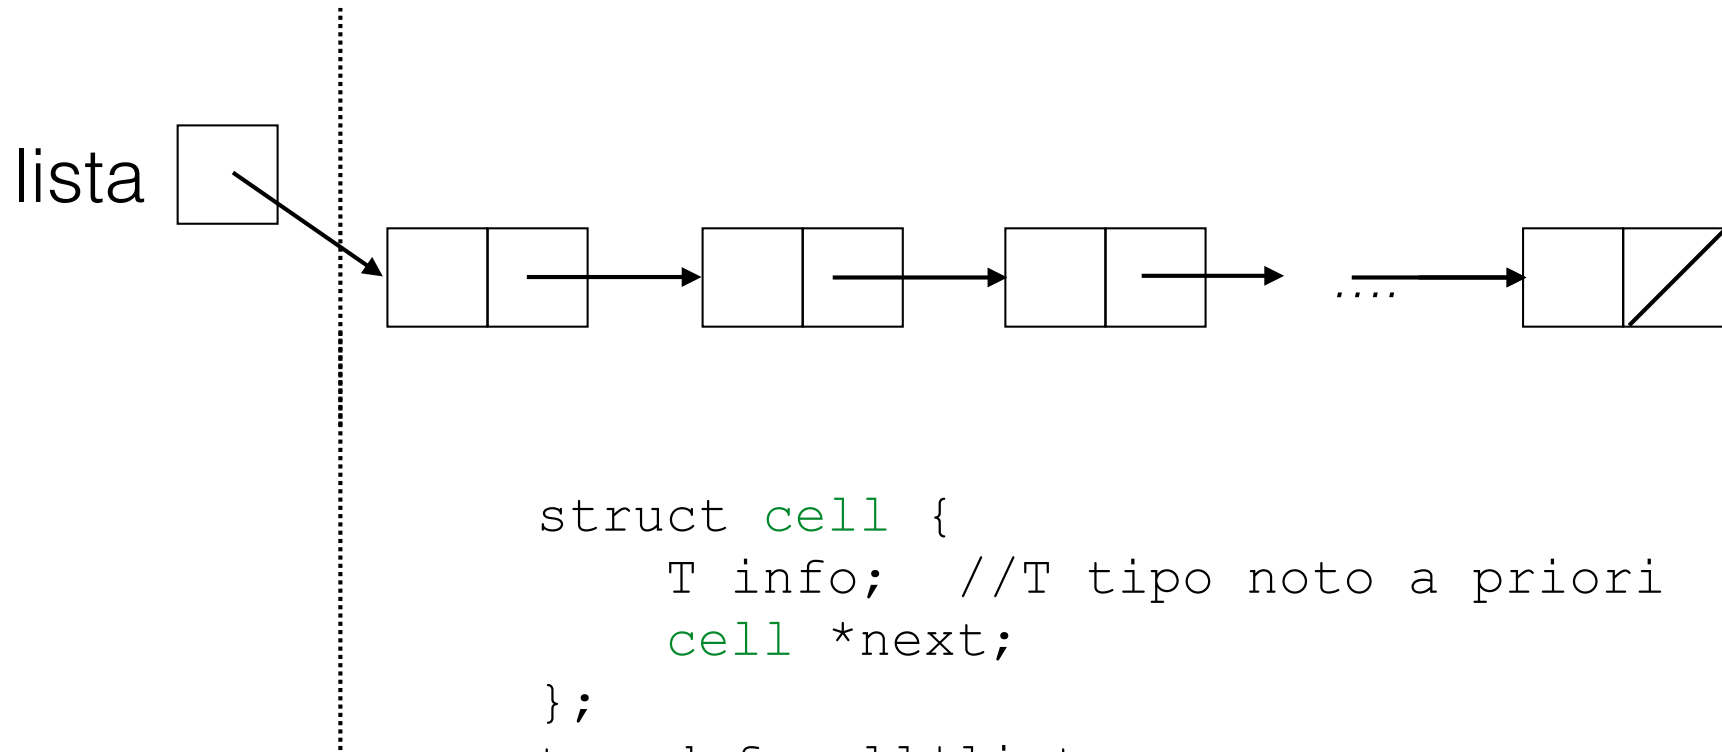 lista
....
struct cell {
    T info;  //T tipo noto a priori
    cell *next;
};